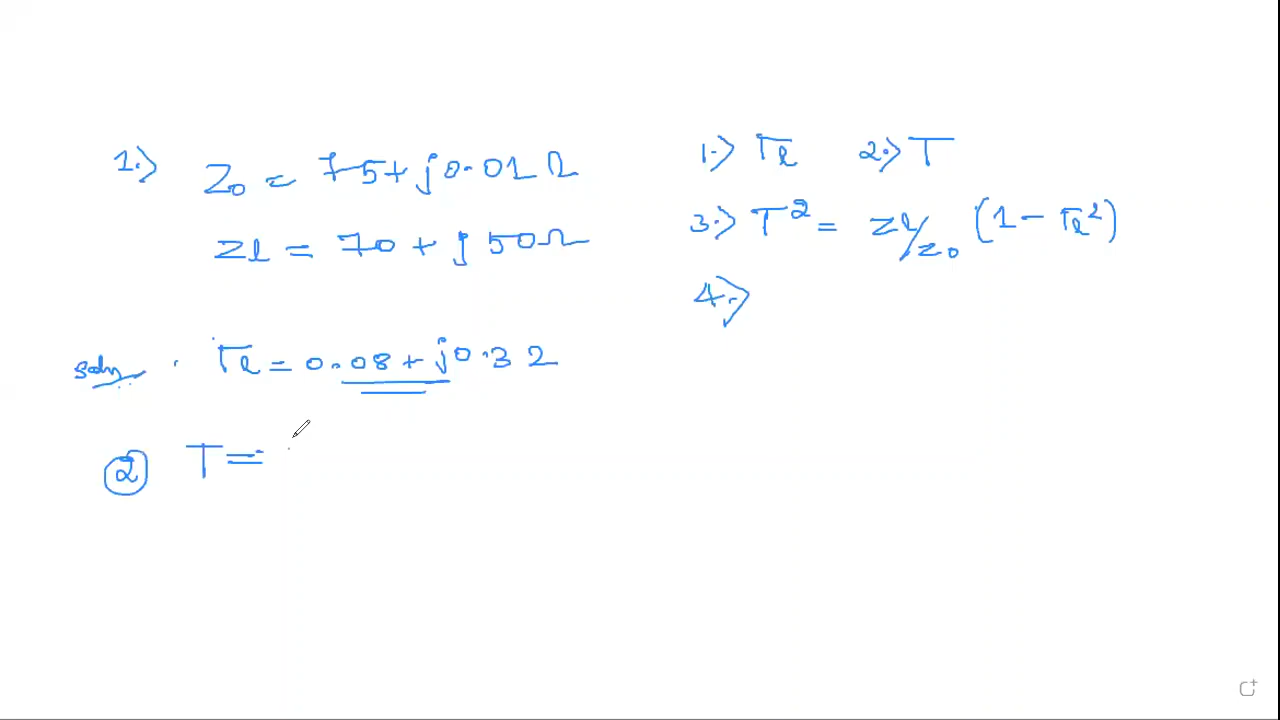 1.) Z₀ = 75 + j0.01 Ω
Zℓ = 70 + j50Ω
1.) Γℓ 2.) T
3.) T² = Zℓ/Z₀ (1 - Γℓ²)
4.)
Soln. Γℓ = 0.08 + j0.32
② T =